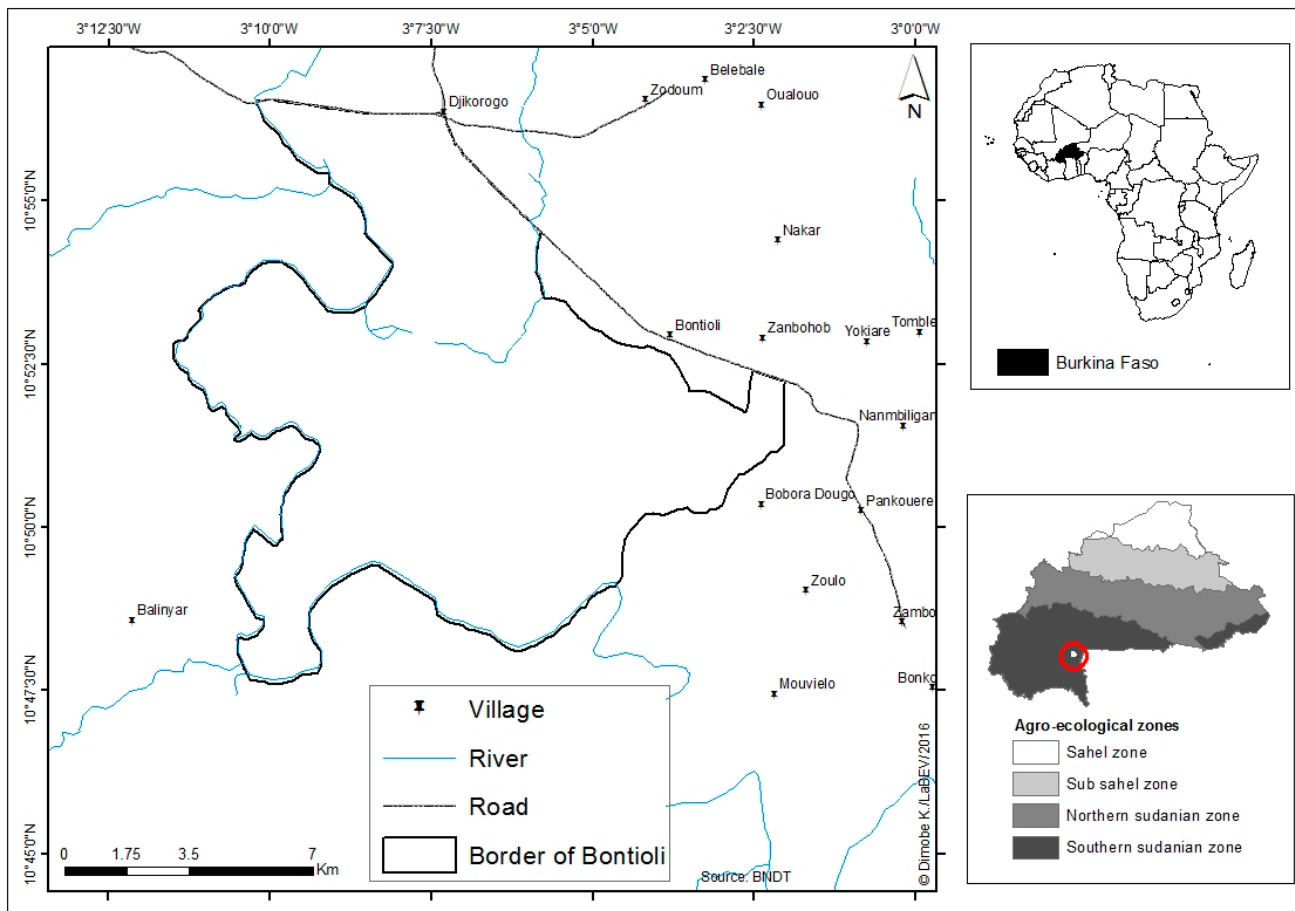 3°12'30"W 3°10'0"W 3°7'30"W 3°5'0"W 3°2'30"W 3°0'0"W
Belebale
Zodoum
Oualouo
Djikorogo
N
10°55'0"N
Nakar
Bontioli
Zanbohob
Yokiare
Tomble
10°52'30"N
Nanmbiligan
Bobora Dougo
Pankouere
10°50'0"N
Zoulo
Balinyar
Zambo
10°47'30"N
Mouvielo
Bonko
Village
River
Road
Border of Bontioli
10°45'0"N
0 1.75 3.5 7
Km
Source: BNDT
© Dimobe K./LaDEV/2016
Burkina Faso
Agro-ecological zones
Sahel zone
Sub sahel zone
Northern sudanian zone
Southern sudanian zone